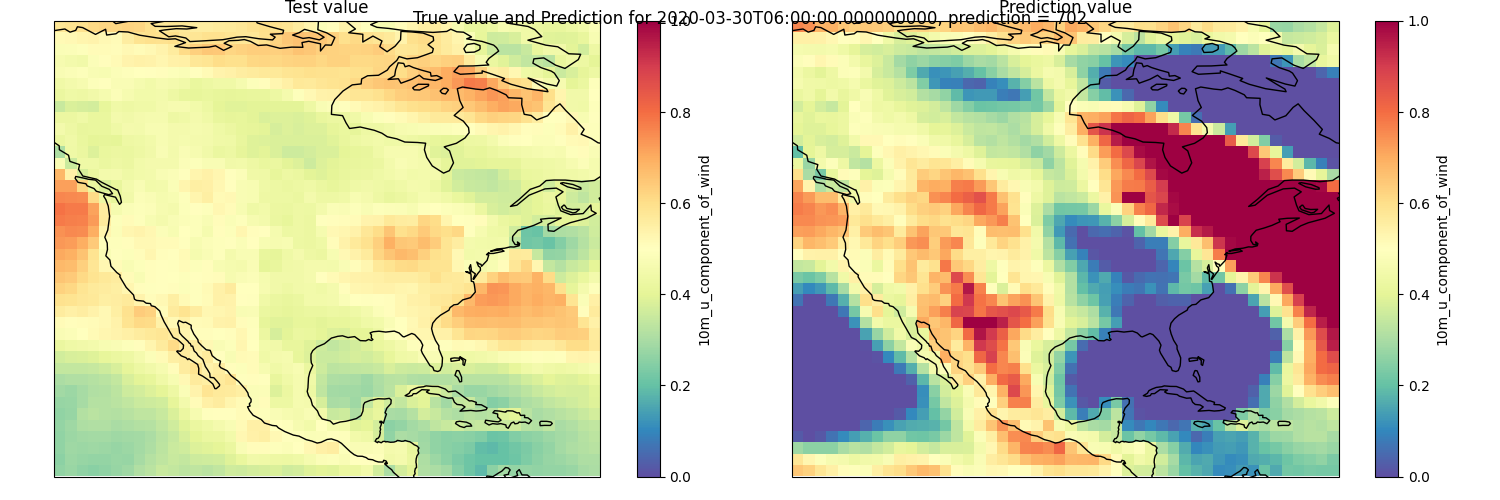 Test value
True value and Prediction for 2020-03-30T06:00:00.000000000, prediction = 702
Prediction value
1.0
0.8
0.6
0.4
0.2
0.0
10m_u_component_of_wind
1.0
0.8
0.6
0.4
0.2
0.0
10m_u_component_of_wind